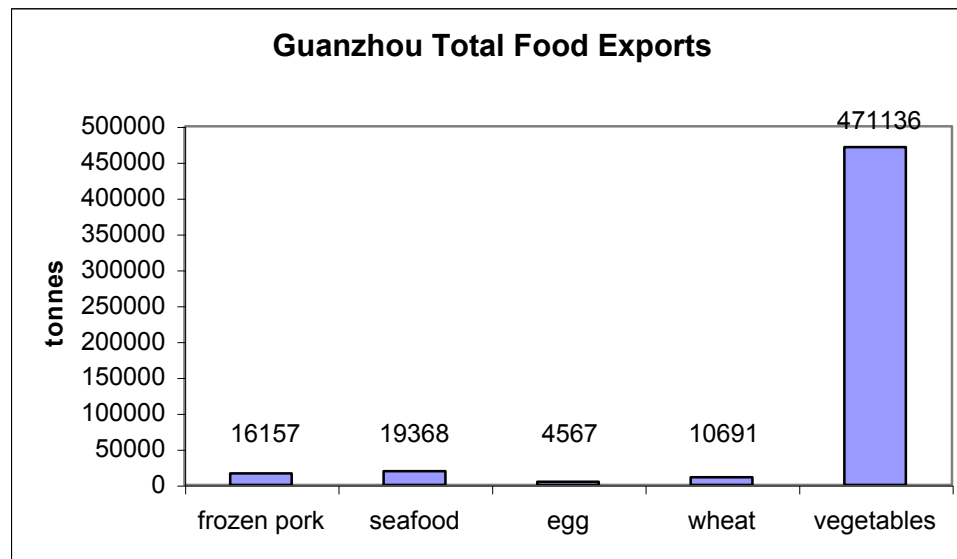 Guanzhou Total Food Exports
500000
450000
400000
350000
300000
250000
200000
150000
100000
50000
0
tonnes
16157
19368
4567
10691
471136
frozen pork
seafood
egg
wheat
vegetables